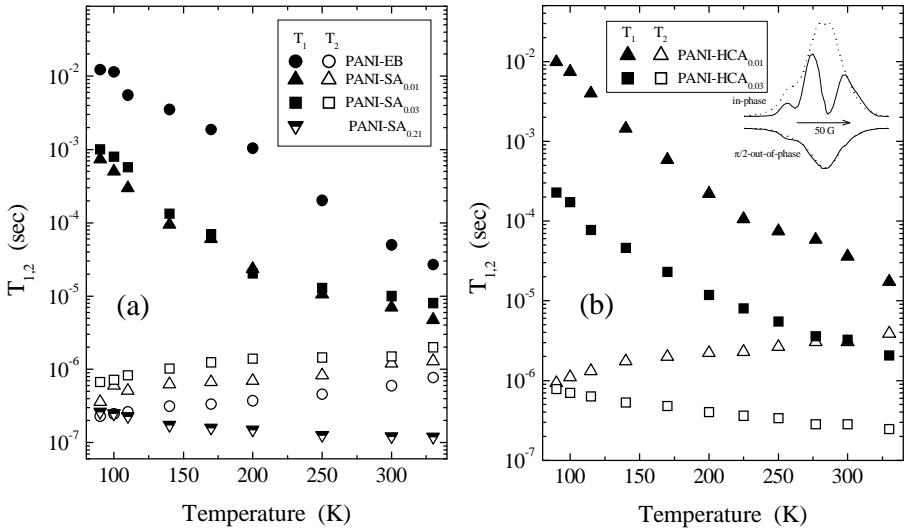 T₁ T₂
PANI-EB
PANI-SA₀.₀₁
PANI-SA₀.₀₃
PANI-SA₀.₂₁
10⁻²
10⁻³
10⁻⁴
10⁻⁵
10⁻⁶
10⁻⁷
T₁,₂ (sec)
(a)
100 150 200 250 300
Temperature (K)
T₁ T₂
PANI-HCA₀.₀₁
PANI-HCA₀.₀₃
in-phase
50 G
π/2-out-of-phase
10⁻²
10⁻³
10⁻⁴
10⁻⁵
10⁻⁶
10⁻⁷
T₁,₂ (sec)
(b)
100 150 200 250 300
Temperature (K)